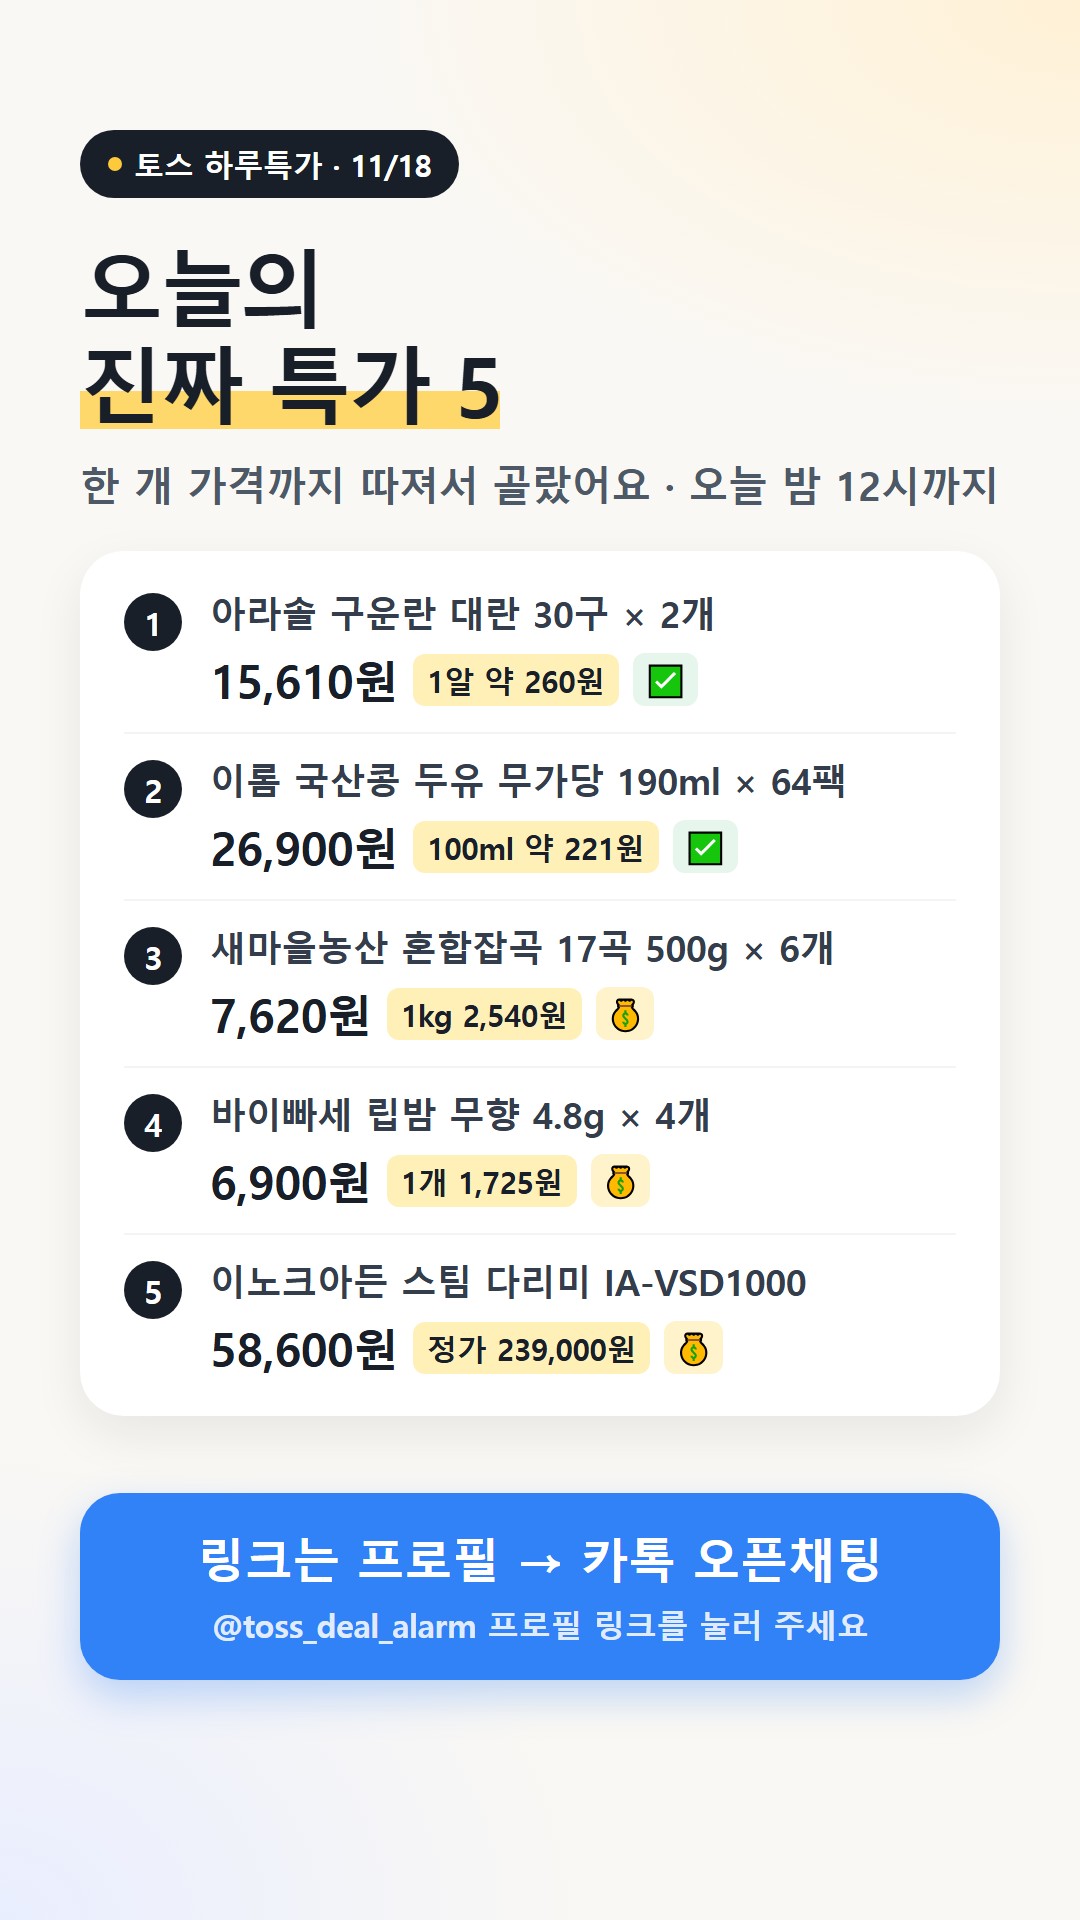 토스 하루특가 · 11/18
오늘의
진짜 특가 5
한 개 가격까지 따져서 골랐어요 · 오늘 밤 12시까지
1 아라솔 구운란 대란 30구 × 2개
15,610원 1알 약 260원
2 이롬 국산콩 두유 무가당 190ml × 64팩
26,900원 100ml 약 221원
3 새마을농산 혼합잡곡 17곡 500g × 6개
7,620원 1kg 2,540원
4 바이빠세 립밤 무향 4.8g × 4개
6,900원 1개 1,725원
5 이노크아든 스팀 다리미 IA-VSD1000
58,600원 정가 239,000원
링크는 프로필 → 카톡 오픈채팅
@toss_deal_alarm 프로필 링크를 눌러 주세요